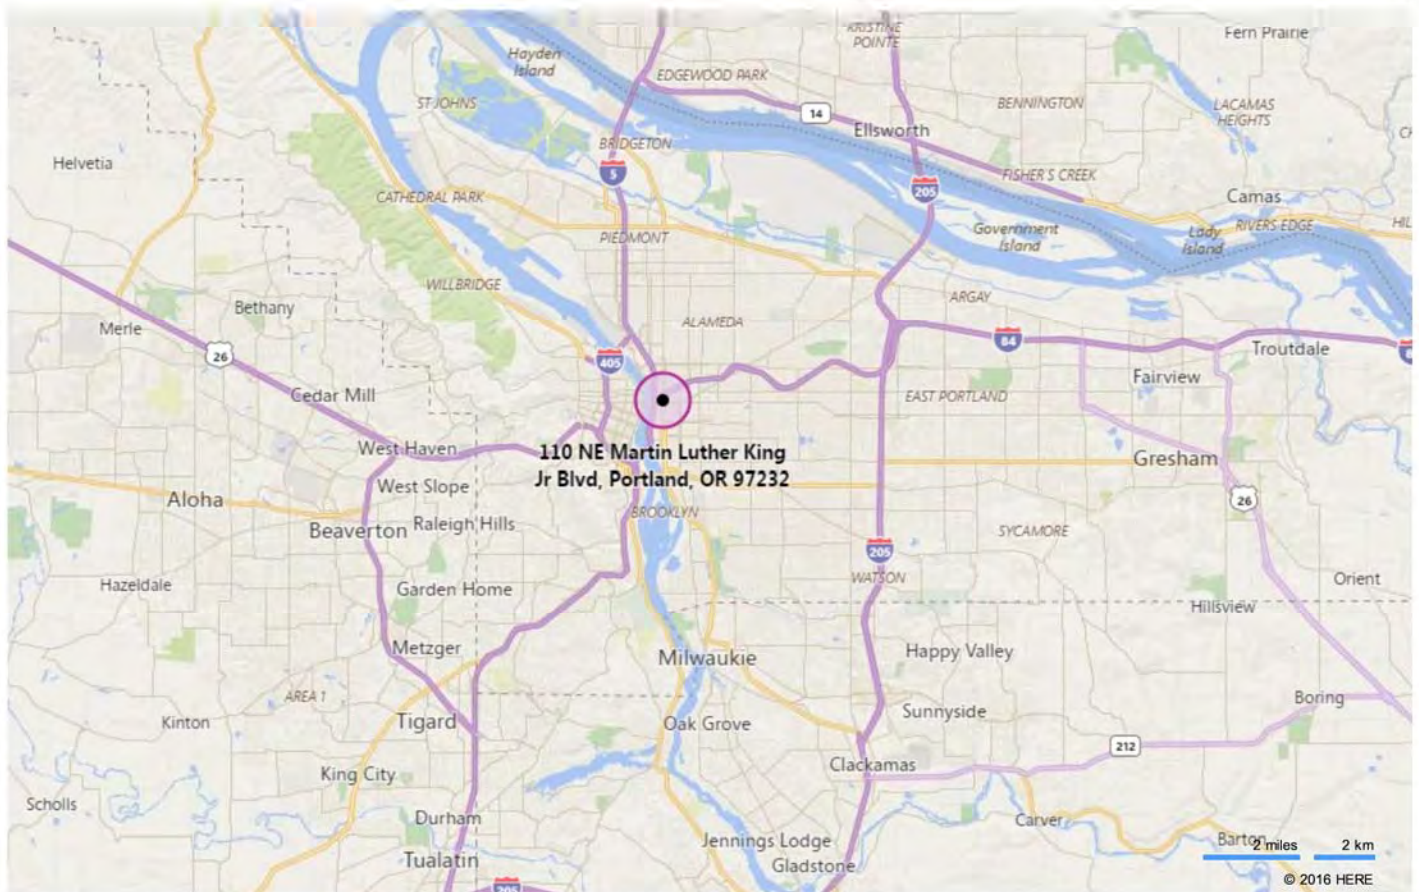 KRISTINE
POINTE
Fern Prairie
Hayden
Island
EDGEWOOD PARK
ST JOHNS
BENNINGTON
LACAMAS
HEIGHTS
14
Ellsworth
BRIDGETON
Helvetia
5
FISHER'S CREEK
205
CATHEDRAL PARK
Camas
Government
Island
Lady
Island
RIVERS EDGE
PIEDMONT
WILLBRIDGE
ARGAY
Bethany
ALAMEDA
Merle
84
26
405
Troutdale
Fairview
Cedar Mill
EAST PORTLAND
West Haven
110 NE Martin Luther King
Jr Blvd, Portland, OR 97232
Gresham
West Slope
Aloha
26
BROOKLYN
Beaverton
Raleigh Hills
SYCAMORE
205
WATSON
Hazeldale
Garden Home
Orient
Hillsview
Metzger
Milwaukie
Happy Valley
AREA 1
Boring
Kinton
Tigard
Oak Grove
Sunnyside
212
King City
Clackamas
Scholls
Durham
Carver
Jennings Lodge
Barton
2 miles
2 km
Tualatin
Gladstone
205
© 2016 HERE